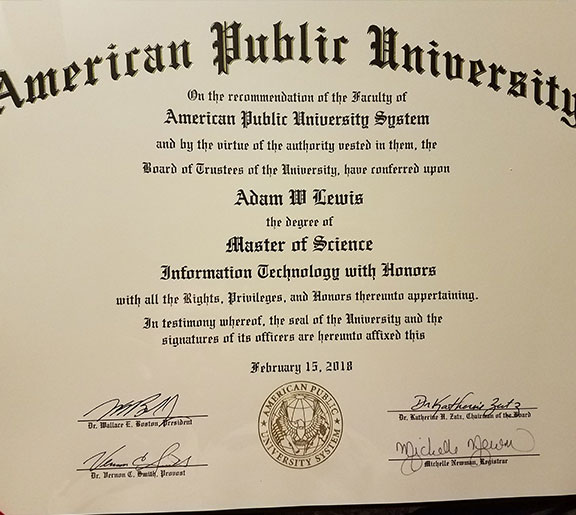 American Public University
On the recommendation of the Faculty of
American Public University System
and by the virtue of the authority vested in them, the
Board of Trustees of the University, have conferred upon
Adam W Lewis
the degree of
Master of Science
Information Technology with Honors
with all the Rights, Privileges, and Honors thereunto appertaining.
In testimony whereof, the seal of the University and the
signatures of its officers are hereunto affixed this
February 15, 2018
Dr. Wallace E. Boston, President
Dr Katherine Zatz
Dr. Katherine R. Zatz, Chairman of the Board
AMERICAN PUBLIC
UNIVERSITY SYSTEM
Dr. Vernon C. Smith, Provost
Michelle Newman
Michelle Newman, Registrar